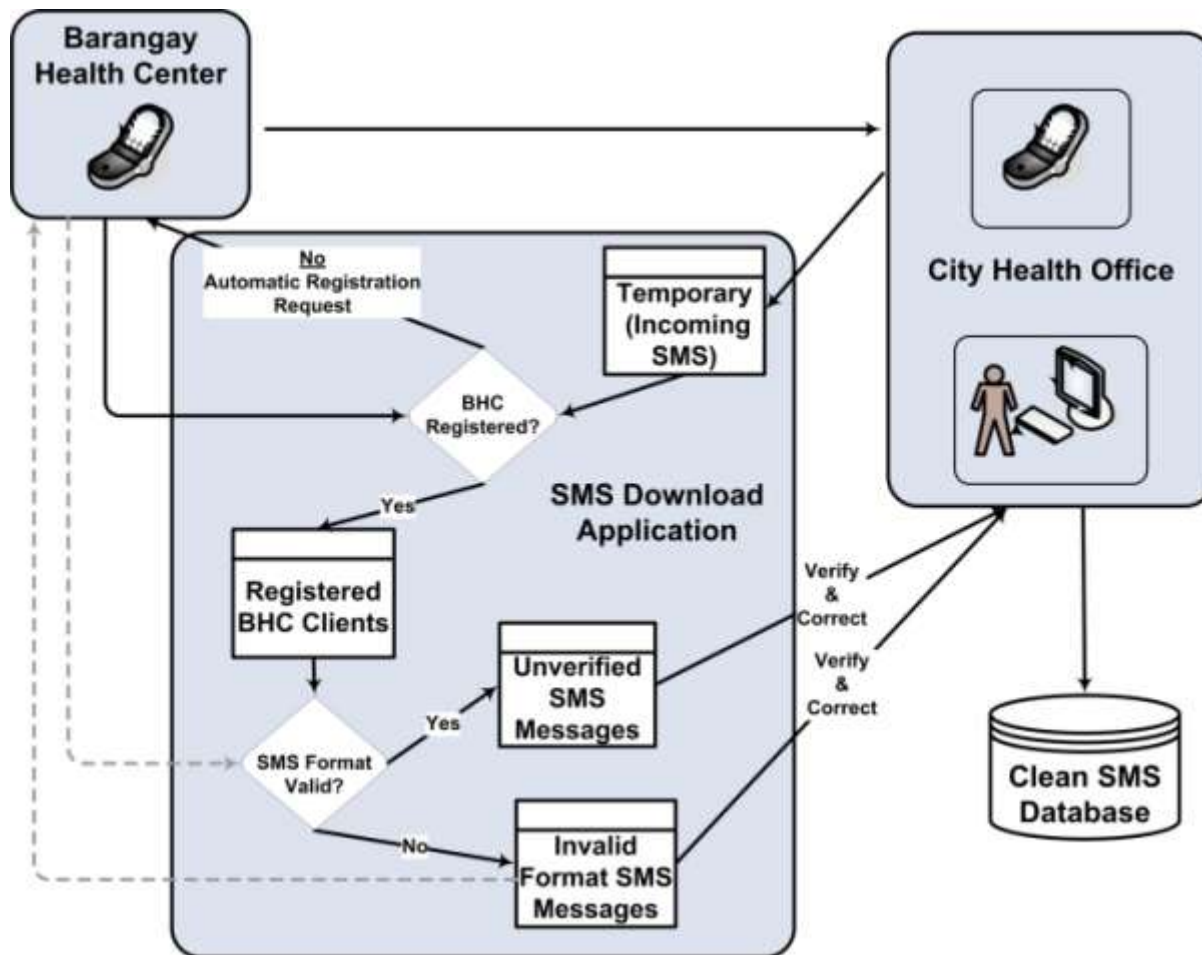 Barangay
Health Center
City Health Office
No
Automatic Registration
Request
Temporary
(Incoming
SMS)
BHC
Registered?
SMS Download
Application
Yes
Registered
BHC Clients
Verify
&
Correct
Unverified
SMS
Messages
Verify
&
Correct
Yes
SMS Format
Valid?
Clean SMS
Database
No
Invalid
Format SMS
Messages